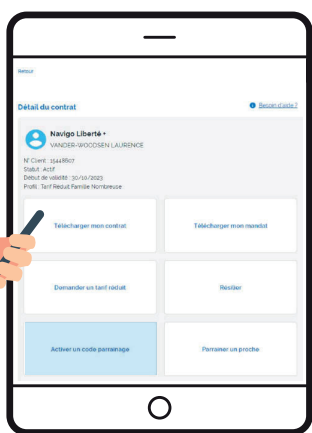 Retour
Détail du contrat
Besoin d'aide ?
Navigo Liberté +
VANDER-WOODSEN LAURENCE
N° Client : 15448807
Statut : Actif
Début de validité : 30/10/2023
Profil : Tarif Réduit Famille Nombreuse
Télécharger mon contrat
Télécharger mon mandat
Demander un tarif réduit
Résilier
Activer un code parrainage
Parrainer un proche